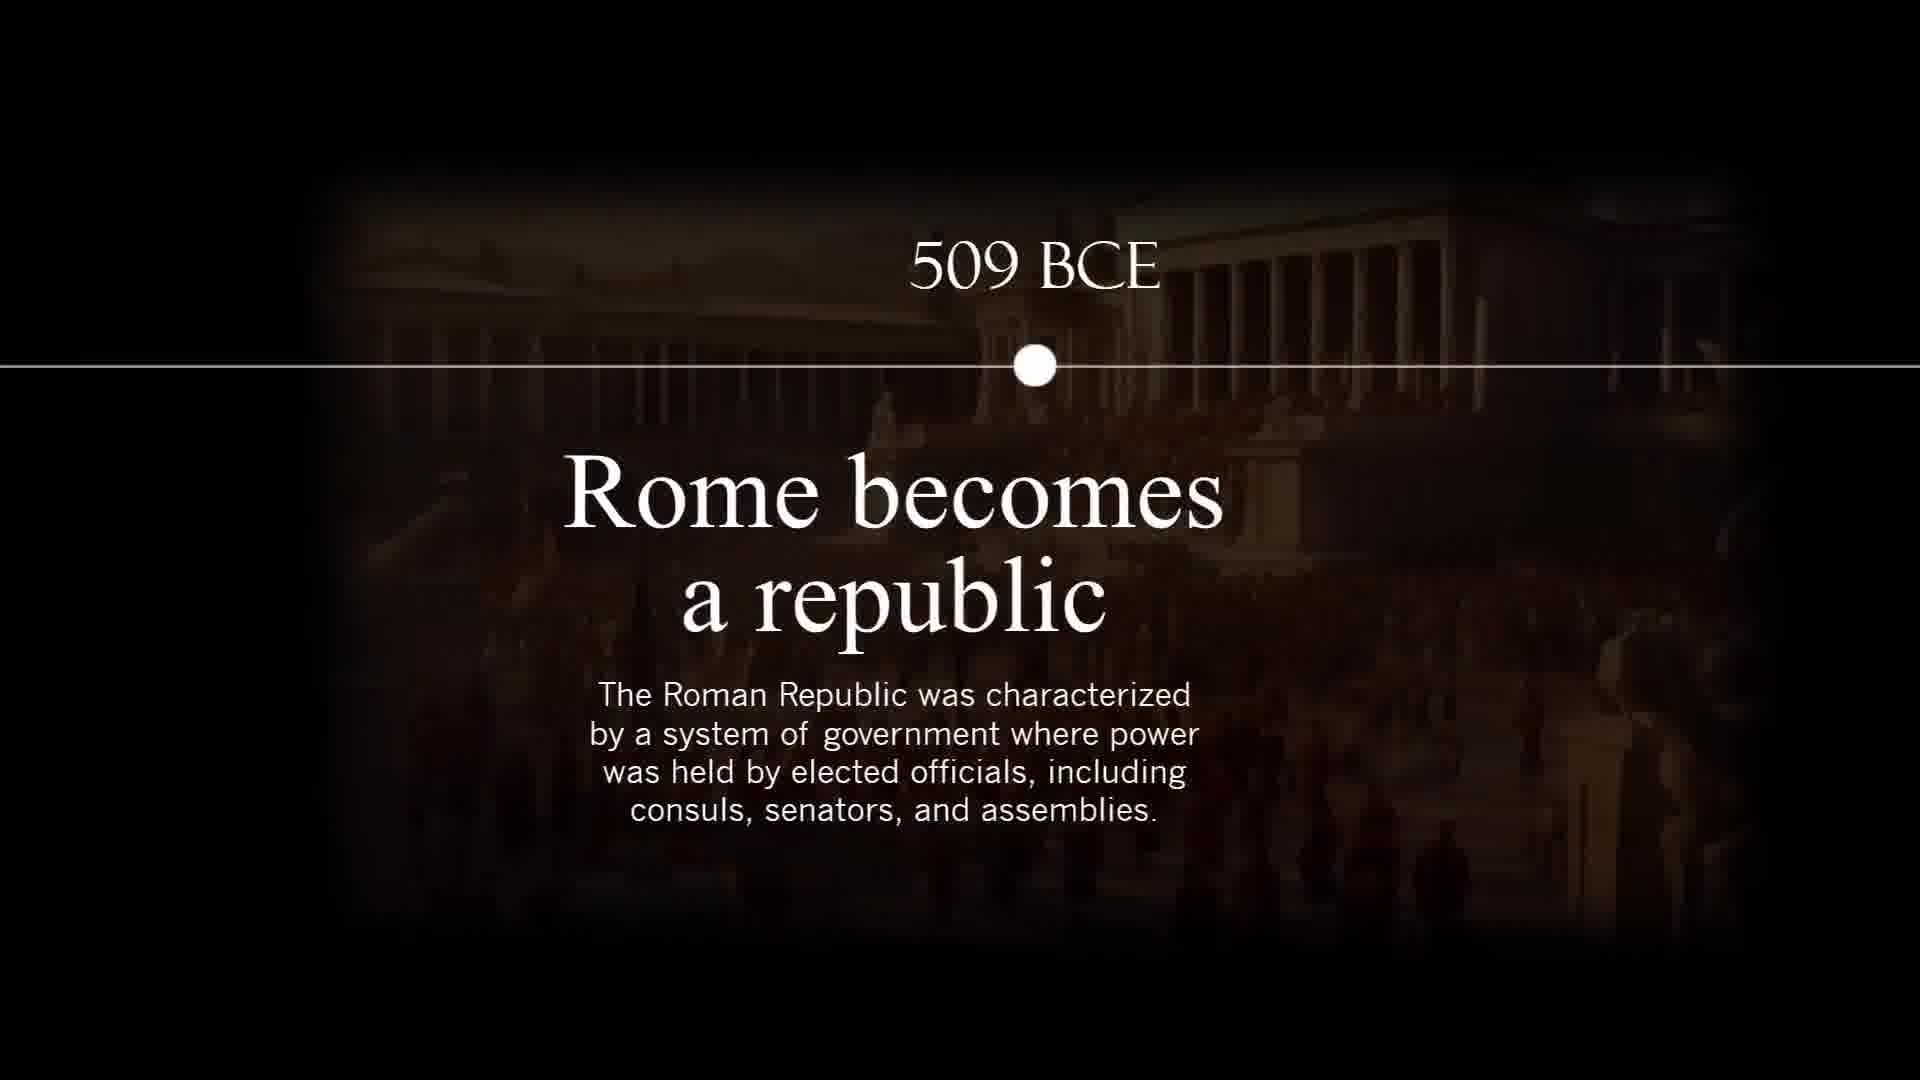 509 BCE
Rome becomes
a republic
The Roman Republic was characterized
by a system of government where power
was held by elected officials, including
consuls, senators, and assemblies.